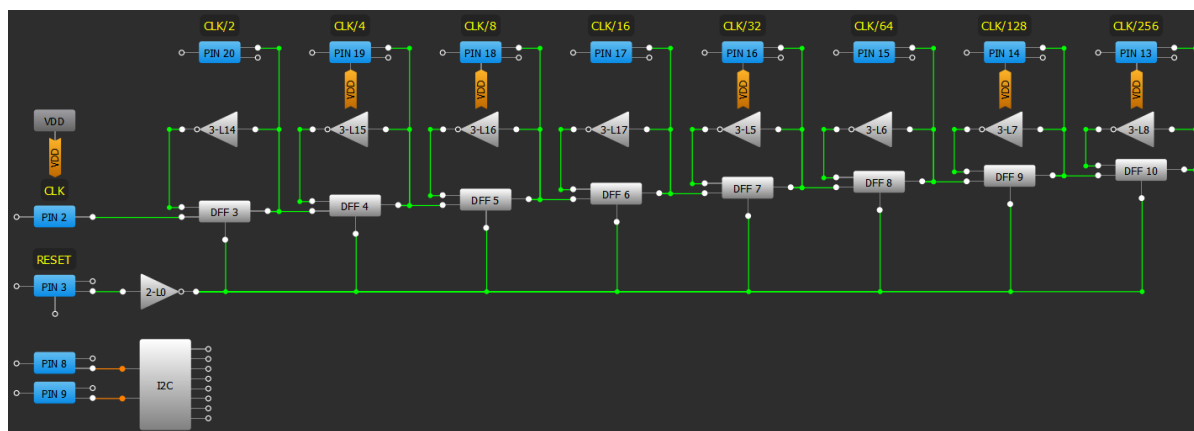 CLK/2 CLK/4 CLK/8 CLK/16 CLK/32 CLK/64 CLK/128 CLK/256
PIN 20 PIN 19 PIN 18 PIN 17 PIN 16 PIN 15 PIN 14 PIN 13
VDD VDD VDD VDD VDD
VDD 3-L14 3-L15 3-L16 3-L17 3-L5 3-L6 3-L7 3-L8
VDD
CLK
DFF 3 DFF 4 DFF 5 DFF 6 DFF 7 DFF 8 DFF 9 DFF 10
PIN 2
RESET
PIN 3 2-L0
PIN 8
I2C
PIN 9